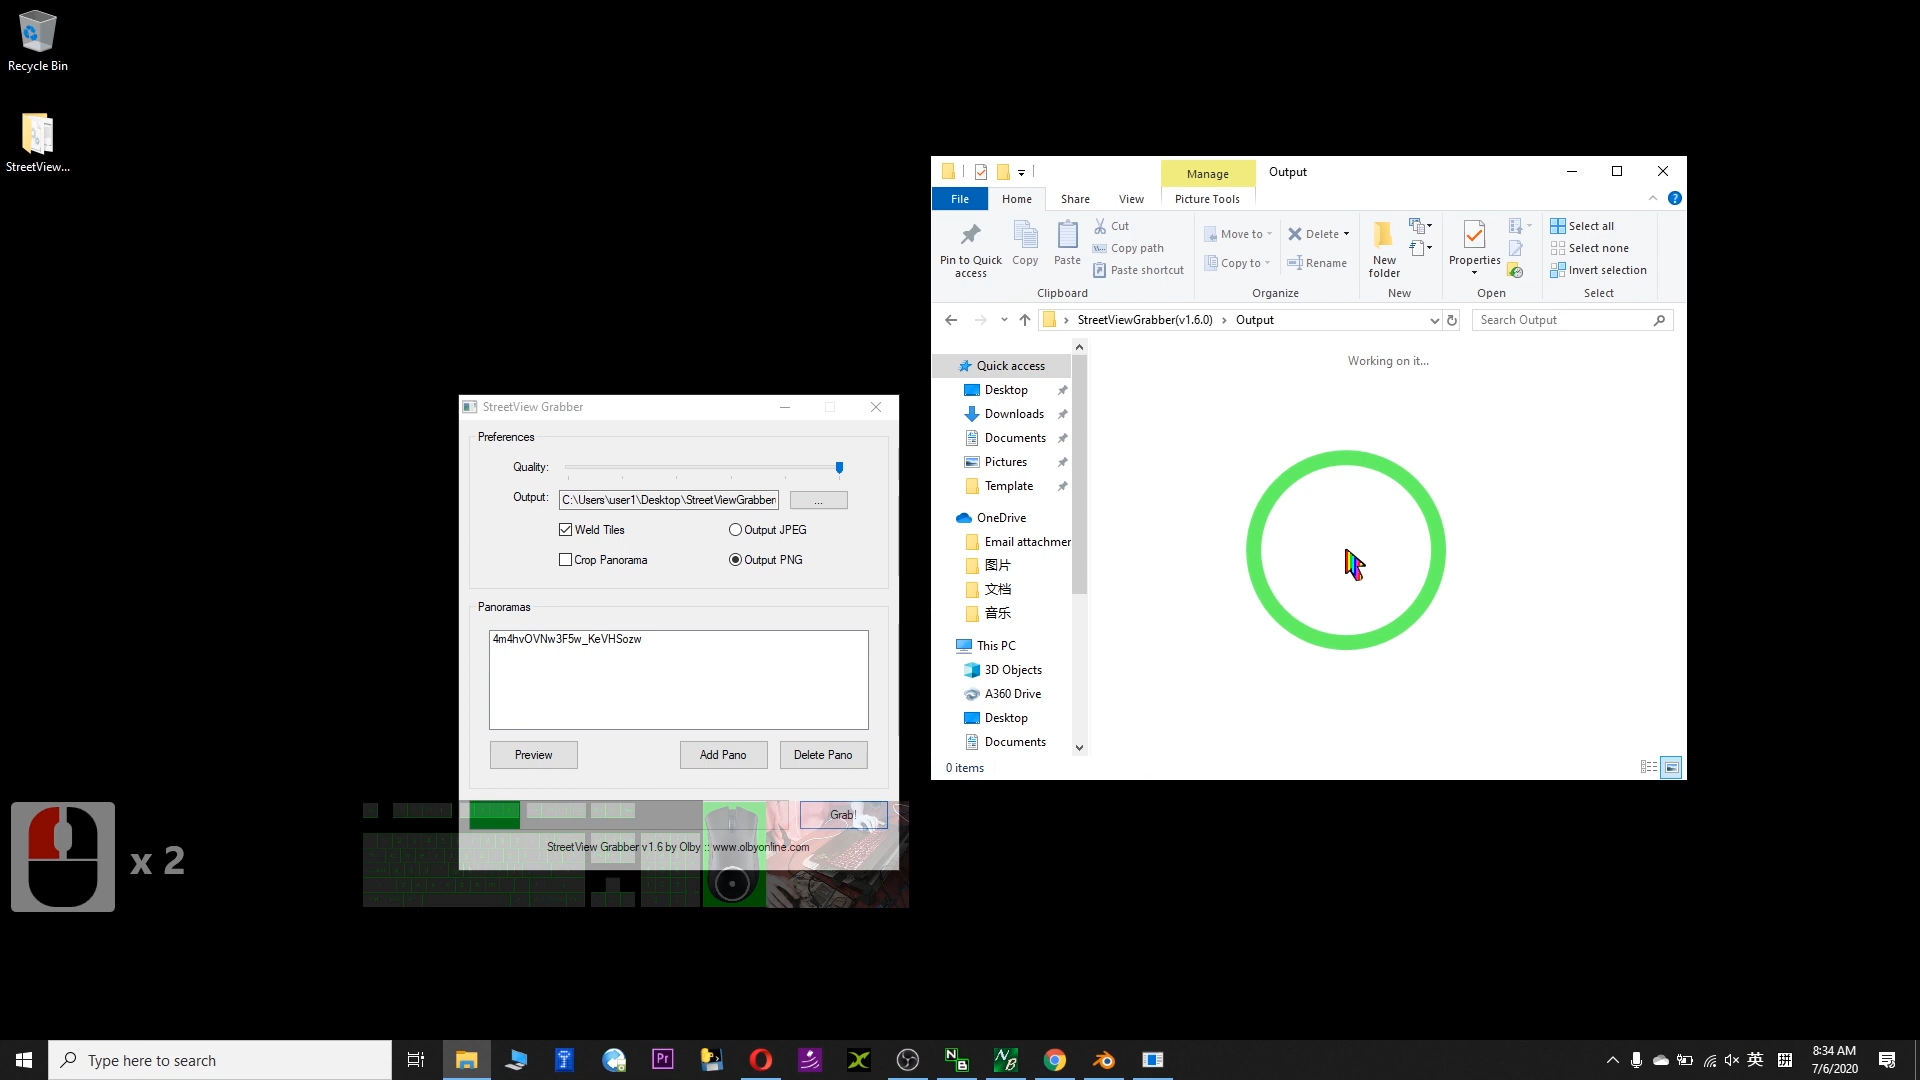 Recycle Bin
StreetView...
Manage
Output
File
Home
Share
View
Picture Tools
Pin to Quick access
Copy
Paste
Cut
Copy path
Paste shortcut
Clipboard
Move to
Copy to
Delete
Rename
Organize
New folder
New
Properties
Open
Select all
Select none
Invert selection
Select
StreetViewGrabber(v1.6.0) › Output
Search Output
Working on it...
Quick access
Desktop
Downloads
Documents
Pictures
Template
OneDrive
Email attachmer
图片
文档
音乐
This PC
3D Objects
A360 Drive
Desktop
Documents
0 items
StreetView Grabber
Preferences
Quality:
Output:
C:\Users\user1\Desktop\StreetViewGrabber
...
Weld Tiles
Output JPEG
Crop Panorama
Output PNG
Panoramas
4m4hvOVNw3F5w_KeVHSozw
Preview
Add Pano
Delete Pano
Grab!
StreetView Grabber v1.6 by Olby :: www.olbyonline.com
x 2
Type here to search
Pr
英
拼
8:34 AM
7/6/2020